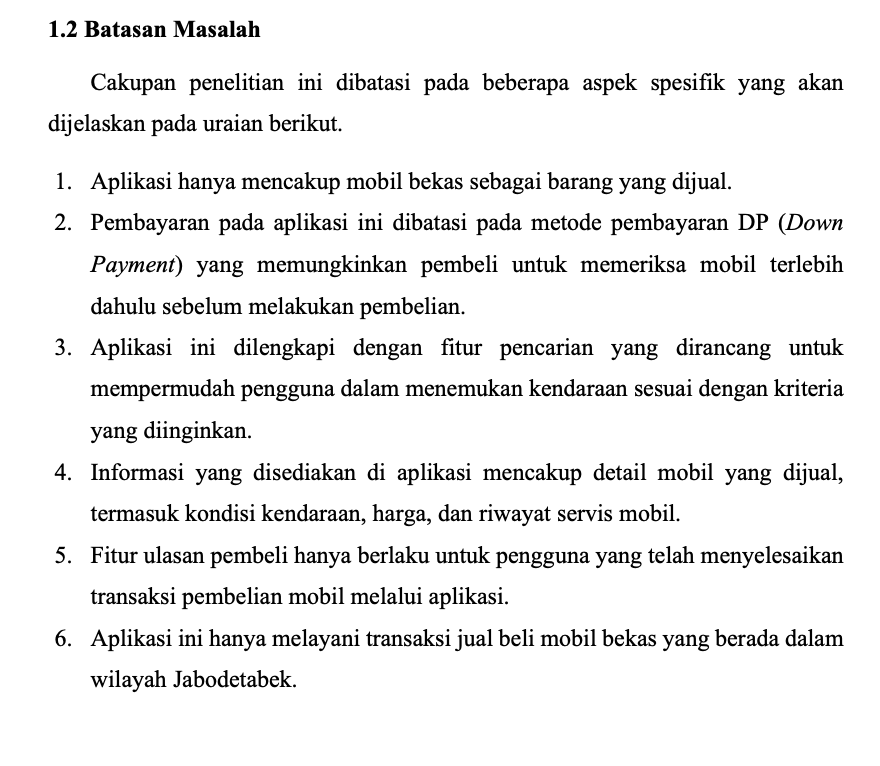 1.2 Batasan Masalah
Cakupan penelitian ini dibatasi pada beberapa aspek spesifik yang akan
dijelaskan pada uraian berikut.
1. Aplikasi hanya mencakup mobil bekas sebagai barang yang dijual.
2. Pembayaran pada aplikasi ini dibatasi pada metode pembayaran DP (Down
Payment) yang memungkinkan pembeli untuk memeriksa mobil terlebih
dahulu sebelum melakukan pembelian.
3. Aplikasi ini dilengkapi dengan fitur pencarian yang dirancang untuk
mempermudah pengguna dalam menemukan kendaraan sesuai dengan kriteria
yang diinginkan.
4. Informasi yang disediakan di aplikasi mencakup detail mobil yang dijual,
termasuk kondisi kendaraan, harga, dan riwayat servis mobil.
5. Fitur ulasan pembeli hanya berlaku untuk pengguna yang telah menyelesaikan
transaksi pembelian mobil melalui aplikasi.
6. Aplikasi ini hanya melayani transaksi jual beli mobil bekas yang berada dalam
wilayah Jabodetabek.